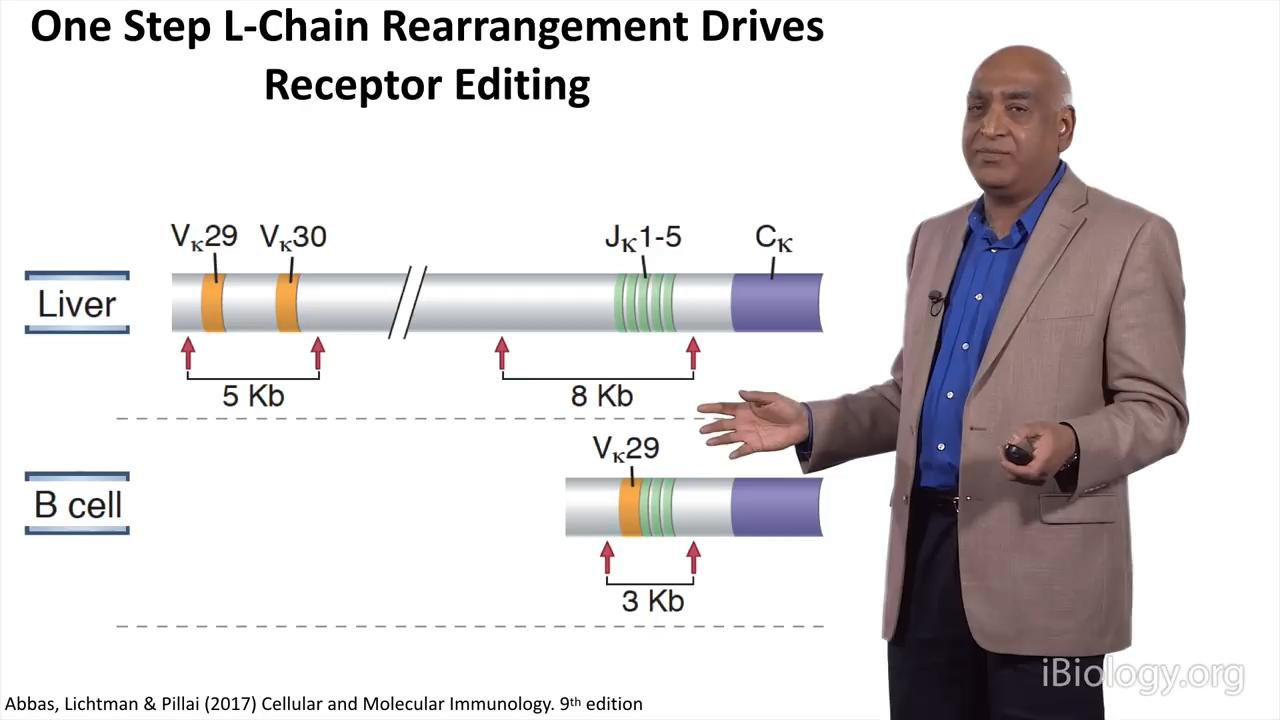 One Step L-Chain Rearrangement Drives
Receptor Editing
Vκ29 Vκ30 Jκ1-5 Cκ
Liver
5 Kb 8 Kb
Vκ29
B cell
3 Kb
iBiology.org
Abbas, Lichtman & Pillai (2017) Cellular and Molecular Immunology. 9th edition